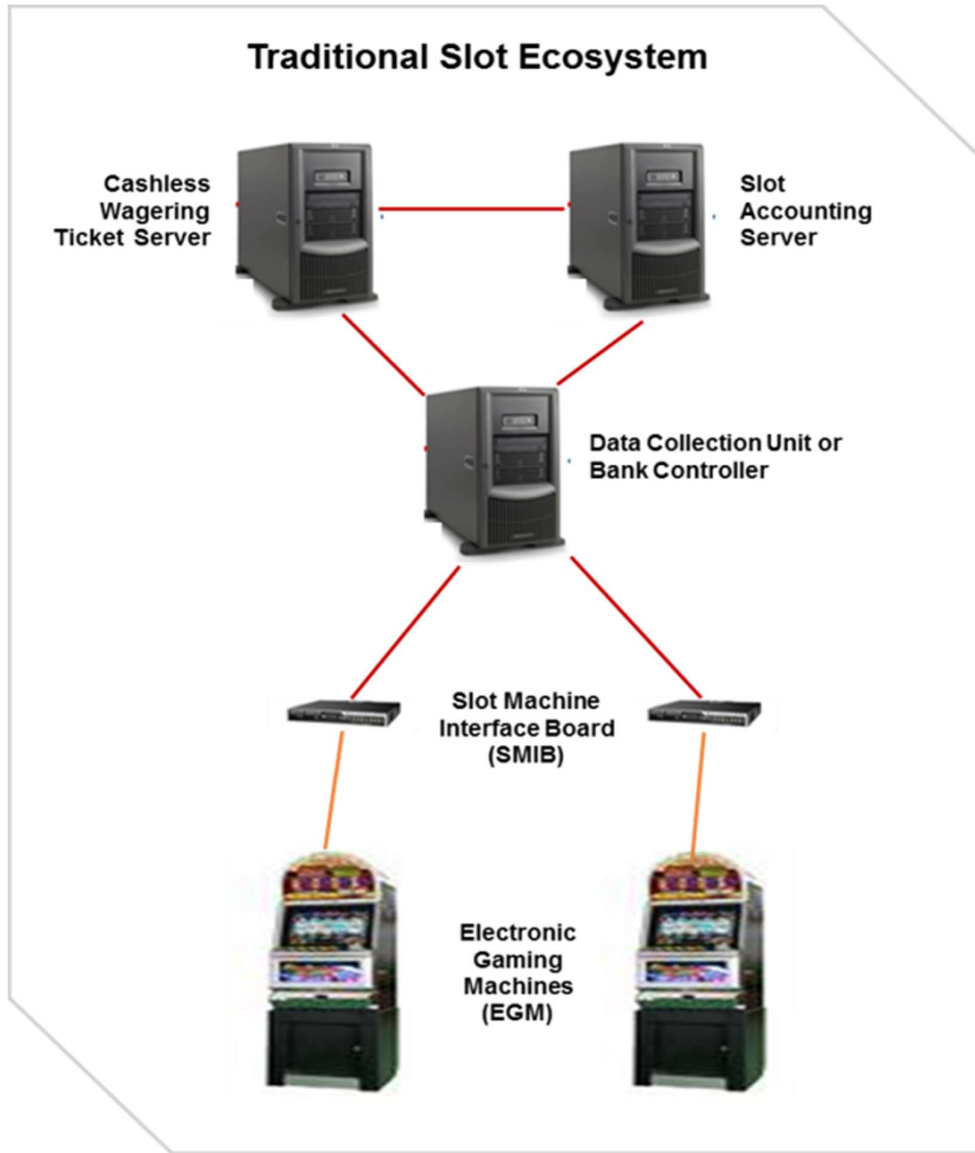 Traditional Slot Ecosystem
Cashless
Wagering
Ticket Server
Slot
Accounting
Server
Data Collection Unit or
Bank Controller
Slot Machine
Interface Board
(SMIB)
Electronic
Gaming
Machines
(EGM)